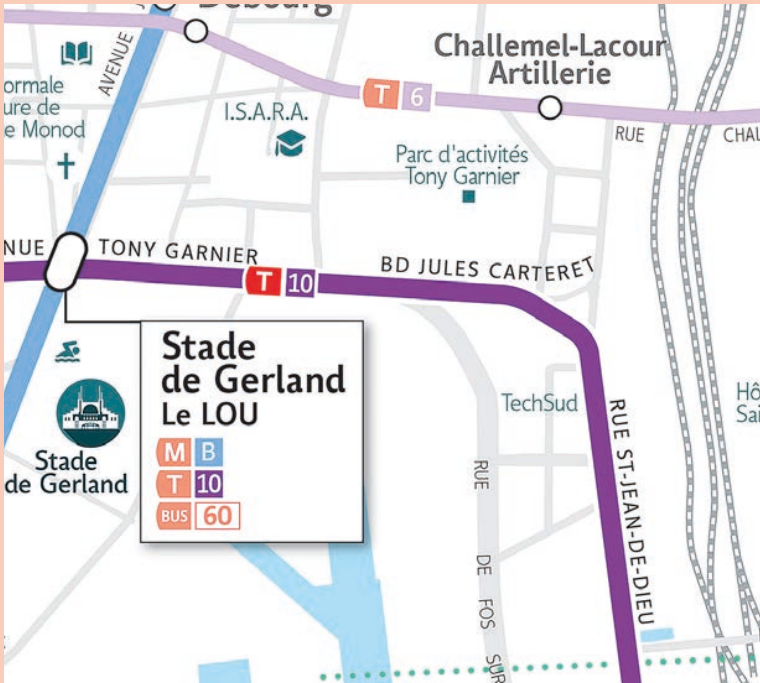 Debourg
AVENUE
ormale
ure de
e Monod
I.S.A.R.A.
T 6
Challemel-Lacour
Artillerie
RUE
CHAL
Parc d'activités
Tony Garnier
NUE TONY GARNIER
T 10
BD JULES CARTERET
Stade
de Gerland
Le LOU
M B
T 10
BUS 60
Stade
de Gerland
TechSud
Hô
Sai
RUE ST-JEAN-DE-DIEU
RUE DE FOS SUR